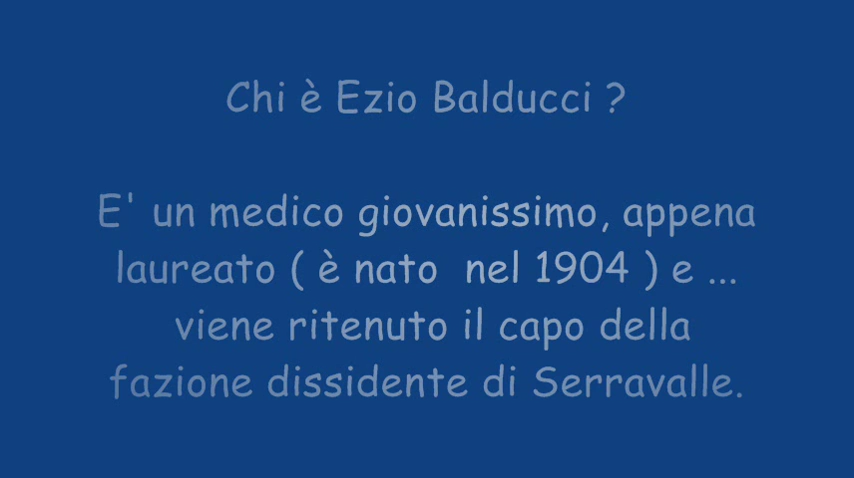 Chi è Ezio Balducci ?
E' un medico giovanissimo, appena
laureato ( è nato  nel 1904 ) e ...
viene ritenuto il capo della
fazione dissidente di Serravalle.